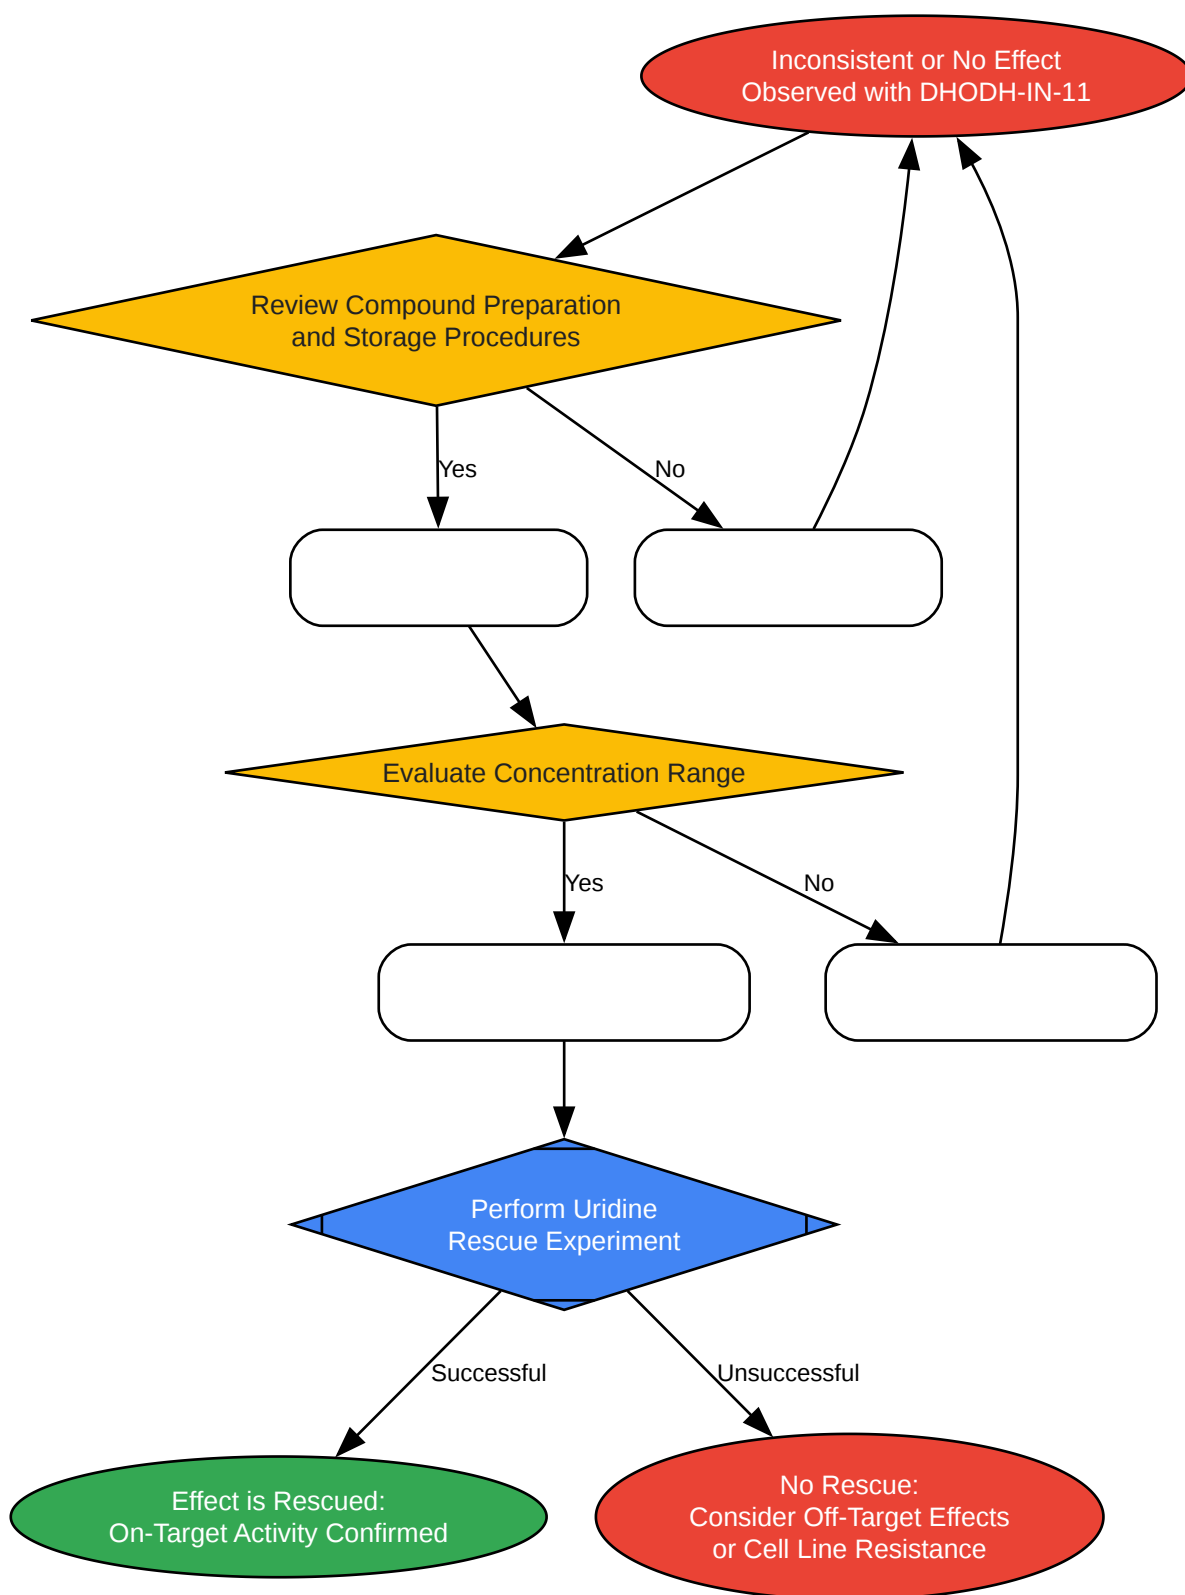 Inconsistent or No Effect
Observed with DHODH-IN-11
Review Compound Preparation
and Storage Procedures
Yes
No
Evaluate Concentration Range
Yes
No
Perform Uridine
Rescue Experiment
Successful
Unsuccessful
Effect is Rescued:
On-Target Activity Confirmed
No Rescue:
Consider Off-Target Effects
or Cell Line Resistance